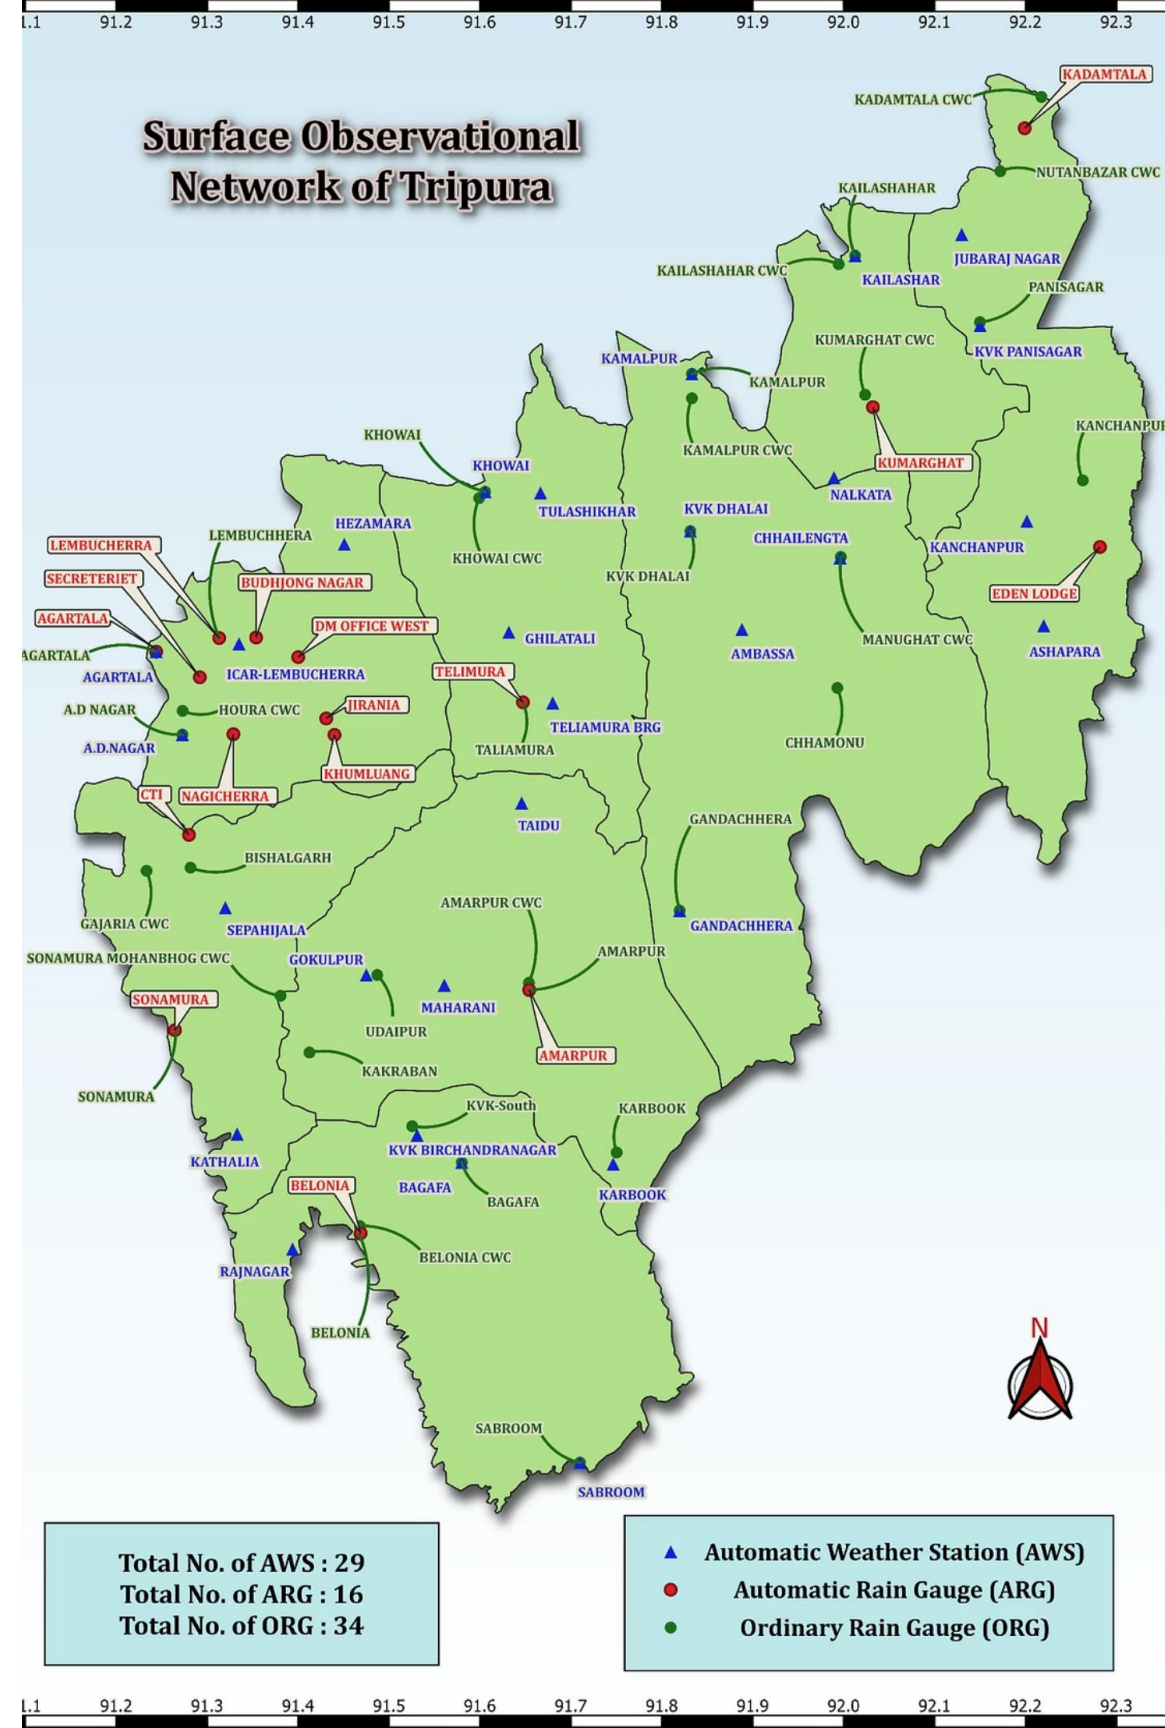 .1 91.2 91.3 91.4 91.5 91.6 91.7 91.8 91.9 92.0 92.1 92.2 92.3
Surface Observational
Network of Tripura
KADAMTALA
KADAMTALA CWC
NUTANBAZAR CWC
KAILASHAHAR
JUBARAJ NAGAR
KAILASHAHAR CWC
KAILASHAR
PANISAGAR
KUMARGHAT CWC
KVK PANISAGAR
KAMALPUR
KAMALPUR
KANCHANPUR
KHOWAI
KAMALPUR CWC
KUMARGHAT
KHOWAI
NALKATA
TULASHIKHAR
KVK DHALAI
HEZAMARA
LEMBUCHHERA
CHHAILENGTA
LEMBUCHERRA
KANCHANPUR
KHOWAI CWC
SECRETERIET
BUDHJONG NAGAR
KVK DHALAI
EDEN LODGE
AGARTALA
DM OFFICE WEST
GHILATALI
MANUGHAT CWC
AGARTALA
AMBASSA
ASHAPARA
AGARTALA
ICAR-LEMBUCHERRA
TELIMURA
A.D NAGAR
HOURA CWC
JIRANIA
TELIAMURA BRG
A.D.NAGAR
TALIAMURA
CHHAMONU
KHUMLUANG
CTI
NAGICHERRA
TAIDU
GANDACHHERA
BISHALGARH
AMARPUR CWC
GAJARIA CWC
SEPAHIJALA
GANDACHHERA
SONAMURA MOHANBHOG CWC
GOKULPUR
AMARPUR
SONAMURA
MAHARANI
UDAIPUR
AMARPUR
KAKRABAN
SONAMURA
KVK-South
KARBOOK
KATHALIA
KVK BIRCHANDRANAGAR
BELONIA
BAGAFA
KARBOOK
BAGAFA
BELONIA CWC
RAJNAGAR
BELONIA
N
SABROOM
SABROOM
Total No. of AWS : 29
Total No. of ARG : 16
Total No. of ORG : 34
Automatic Weather Station (AWS)
Automatic Rain Gauge (ARG)
Ordinary Rain Gauge (ORG)
.1 91.2 91.3 91.4 91.5 91.6 91.7 91.8 91.9 92.0 92.1 92.2 92.3